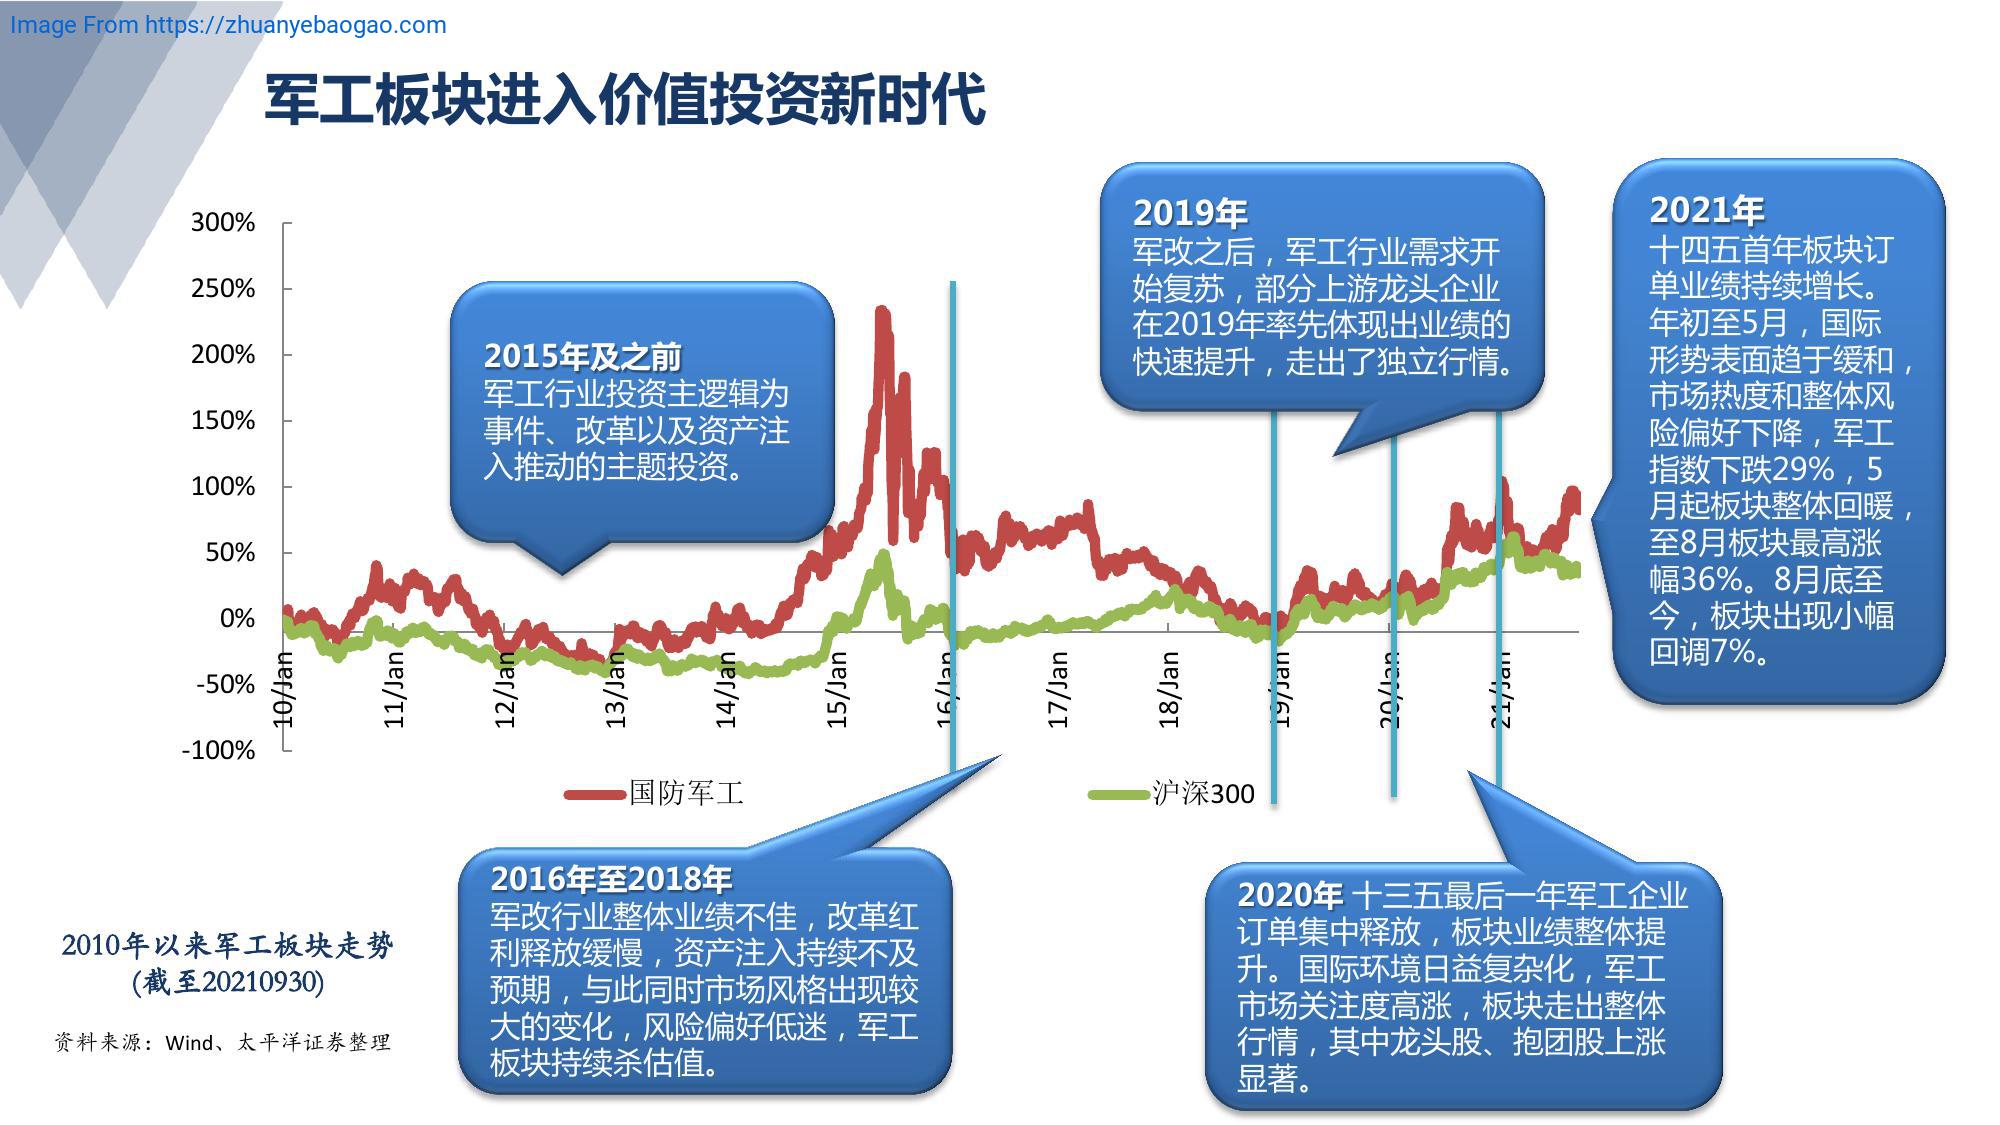 Image From https://zhuanyebaogao.com
军工板块进入价值投资新时代
300%
250%
200%
150%
100%
50%
0%
-50%
-100%
10/Jan
11/Jan
12/Jan
13/Jan
14/Jan
15/Jan
16/Jan
17/Jan
18/Jan
19/Jan
20/Jan
21/Jan
国防军工
沪深300
2015年及之前
军工行业投资主逻辑为
事件、改革以及资产注
入推动的主题投资。
2019年
军改之后，军工行业需求开
始复苏，部分上游龙头企业
在2019年率先体现出业绩的
快速提升，走出了独立行情。
2021年
十四五首年板块订
单业绩持续增长。
年初至5月，国际
形势表面趋于缓和，
市场热度和整体风
险偏好下降，军工
指数下跌29%，5
月起板块整体回暖，
至8月板块最高涨
幅36%。8月底至
今，板块出现小幅
回调7%。
2016年至2018年
军改行业整体业绩不佳，改革红
利释放缓慢，资产注入持续不及
预期，与此同时市场风格出现较
大的变化，风险偏好低迷，军工
板块持续杀估值。
2020年 十三五最后一年军工企业
订单集中释放，板块业绩整体提
升。国际环境日益复杂化，军工
市场关注度高涨，板块走出整体
行情，其中龙头股、抱团股上涨
显著。
2010年以来军工板块走势
(截至20210930)
资料来源：Wind、太平洋证券整理